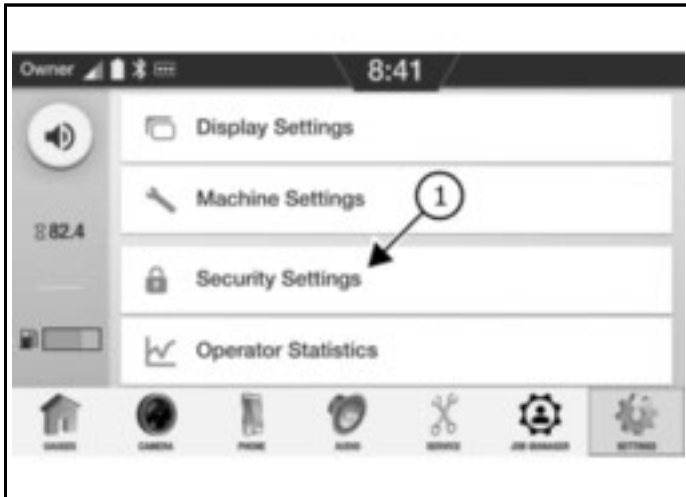 Owner 8:41
Display Settings
Machine Settings
1
82.4
Security Settings
Operator Statistics
GAUGES CAMERA PHONE AUDIO SERVICE JOB MANAGER SETTINGS